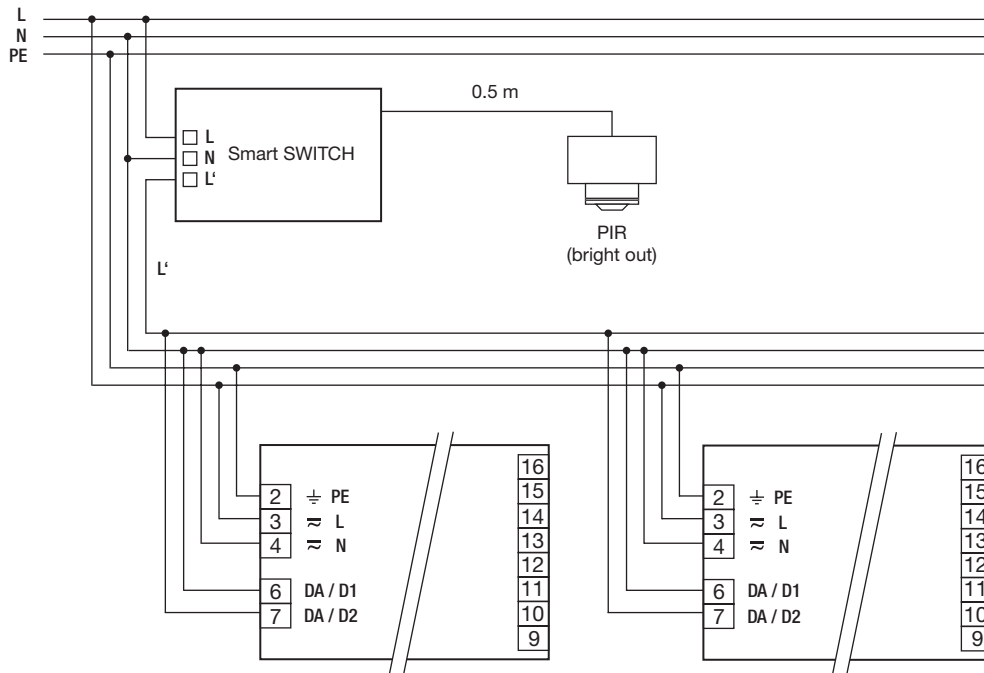 L
N
PE
0.5 m
L
N
L‘
Smart SWITCH
PIR
(bright out)
L‘
2 PE
3 L
4 N
6 DA / D1
7 DA / D2
16
15
14
13
12
11
10
9
2 PE
3 L
4 N
6 DA / D1
7 DA / D2
16
15
14
13
12
11
10
9